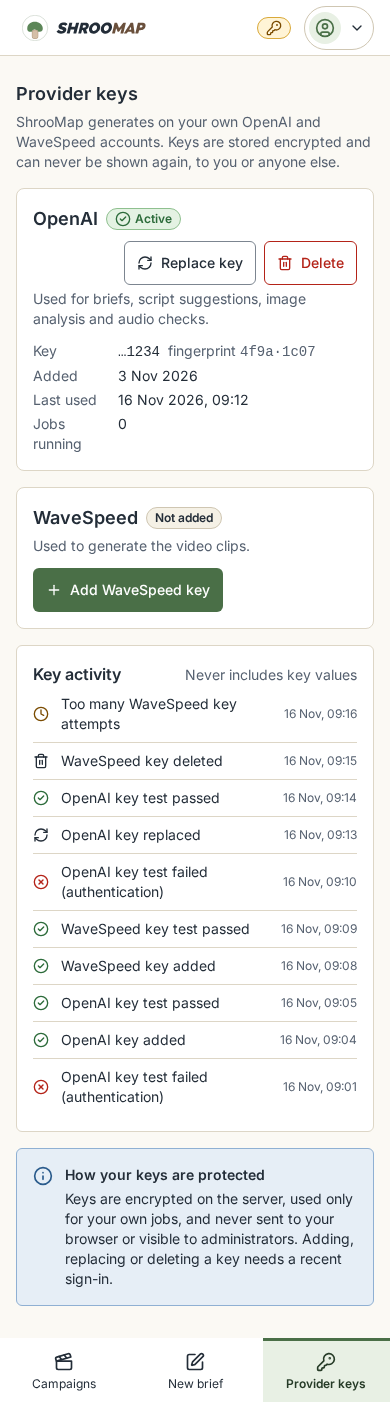 SHROOMAP
Provider keys
ShrooMap generates on your own OpenAI and
WaveSpeed accounts. Keys are stored encrypted and
can never be shown again, to you or anyone else.
OpenAI Active
Replace key Delete
Used for briefs, script suggestions, image
analysis and audio checks.
Key …1234 fingerprint 4f9a·1c07
Added 3 Nov 2026
Last used 16 Nov 2026, 09:12
Jobs running 0
WaveSpeed Not added
Used to generate the video clips.
Add WaveSpeed key
Key activity Never includes key values
Too many WaveSpeed key
attempts 16 Nov, 09:16
WaveSpeed key deleted 16 Nov, 09:15
OpenAI key test passed 16 Nov, 09:14
OpenAI key replaced 16 Nov, 09:13
OpenAI key test failed
(authentication) 16 Nov, 09:10
WaveSpeed key test passed 16 Nov, 09:09
WaveSpeed key added 16 Nov, 09:08
OpenAI key test passed 16 Nov, 09:05
OpenAI key added 16 Nov, 09:04
OpenAI key test failed
(authentication) 16 Nov, 09:01
How your keys are protected
Keys are encrypted on the server, used only
for your own jobs, and never sent to your
browser or visible to administrators. Adding,
replacing or deleting a key needs a recent
sign-in.
Campaigns New brief Provider keys